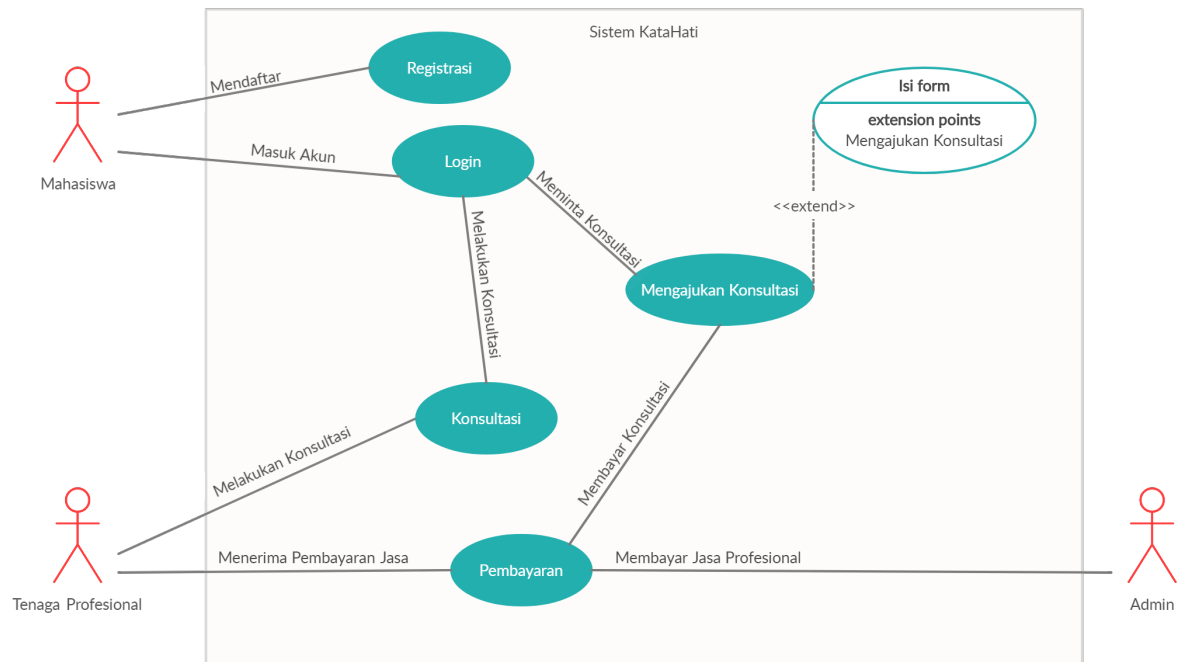 Sistem KataHati
Registrasi
Mendaftar
Isi form
extension points
Mengajukan Konsultasi
Masuk Akun
Login
Mahasiswa
Meminta Konsultasi
<<extend>>
Melakukan Konsultasi
Mengajukan Konsultasi
Konsultasi
Melakukan Konsultasi
Membayar Konsultasi
Menerima Pembayaran Jasa
Pembayaran
Membayar Jasa Profesional
Tenaga Profesional
Admin